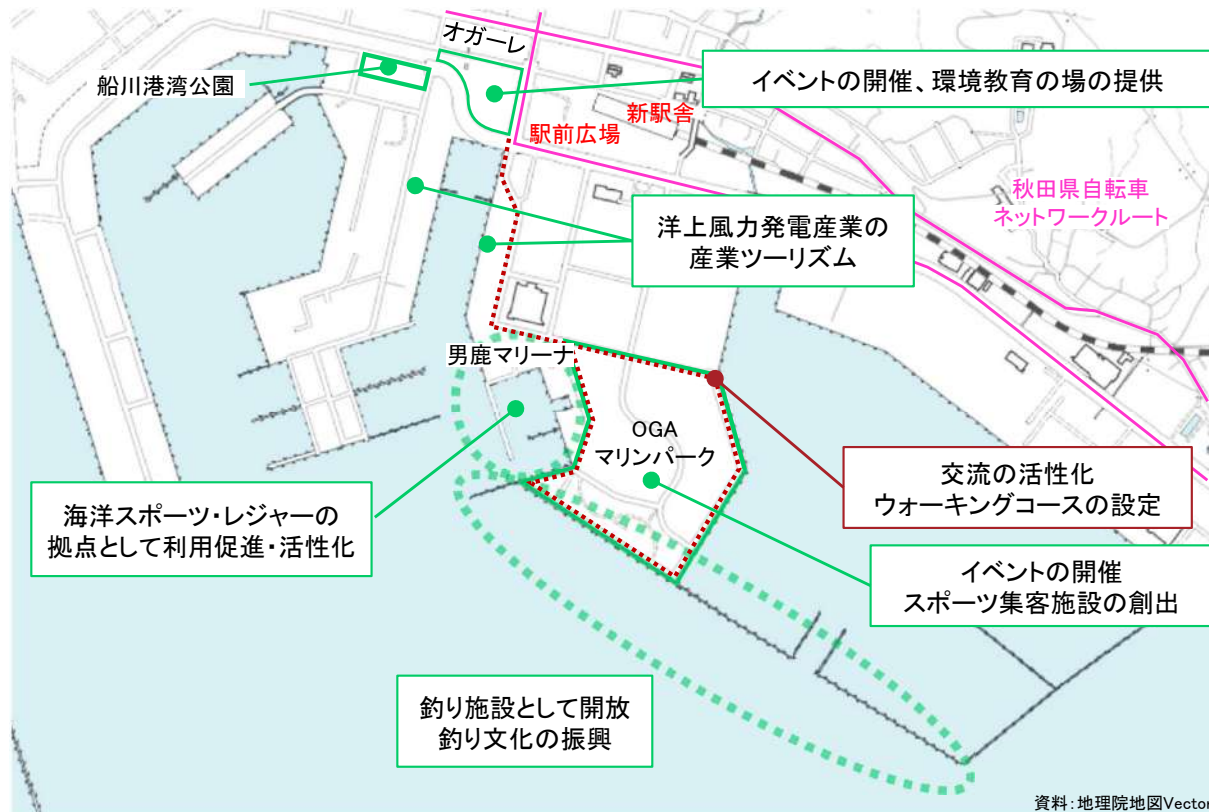 オガーレ
船川港湾公園
イベントの開催、環境教育の場の提供
新駅舎
駅前広場
秋田県自転車
ネットワークルート
洋上風力発電産業の
産業ツーリズム
男鹿マリーナ
OGA
マリンパーク
交流の活性化
ウォーキングコースの設定
海洋スポーツ・レジャーの
拠点として利用促進・活性化
イベントの開催
スポーツ集客施設の創出
釣り施設として開放
釣り文化の振興
資料:地理院地図Vector